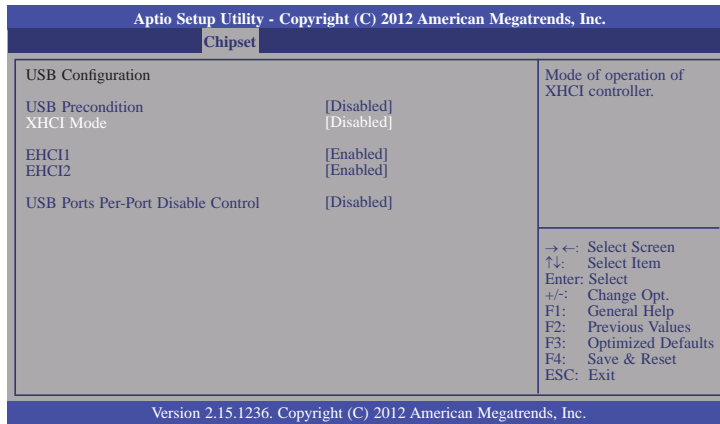 Aptio Setup Utility - Copyright (C) 2012 American Megatrends, Inc.
Chipset
USB Configuration
USB Precondition [Disabled]
XHCI Mode [Disabled]
EHCI1 [Enabled]
EHCI2 [Enabled]
USB Ports Per-Port Disable Control [Disabled]
Mode of operation of
XHCI controller.
→←: Select Screen
↑↓: Select Item
Enter: Select
+/-: Change Opt.
F1: General Help
F2: Previous Values
F3: Optimized Defaults
F4: Save & Reset
ESC: Exit
Version 2.15.1236. Copyright (C) 2012 American Megatrends, Inc.